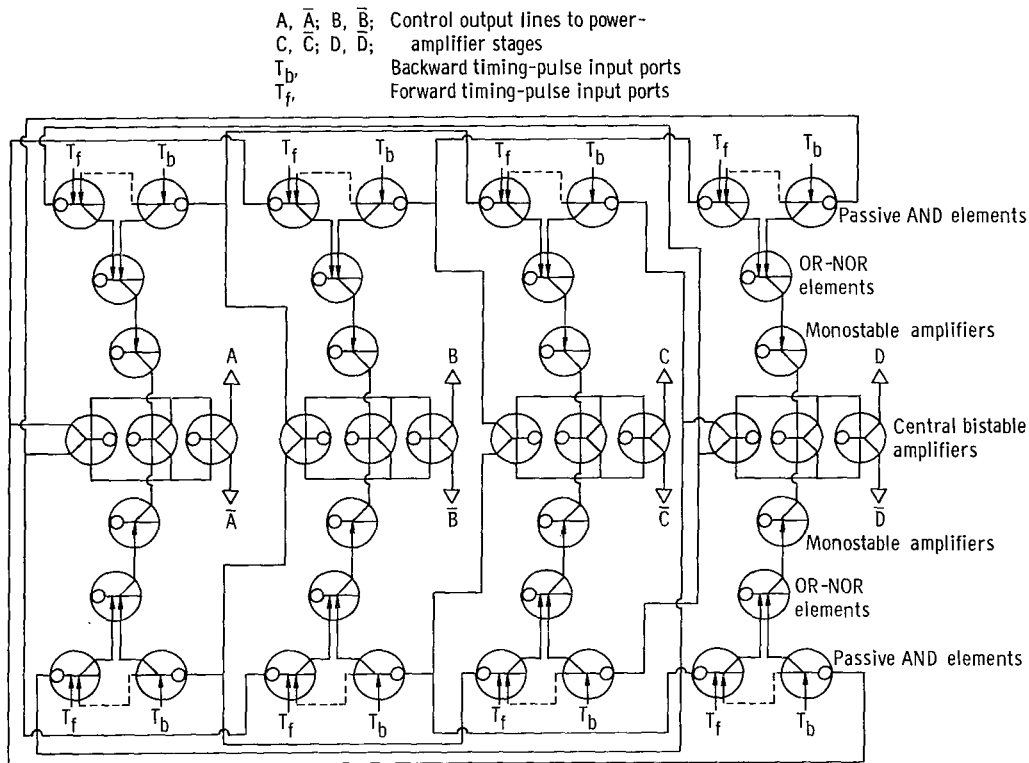 A, A̅; B, B̅; Control output lines to power-
C, C̅; D, D̅; amplifier stages
T_b, Backward timing-pulse input ports
T_f, Forward timing-pulse input ports
T_f T_b T_f T_b T_f T_b T_f T_b
Passive AND elements
OR-NOR
elements
Monostable amplifiers
A B C D
Central bistable
amplifiers
A̅ B̅ C̅ D̅
Monostable amplifiers
OR-NOR
elements
Passive AND elements
T_f T_b T_f T_b T_f T_b T_f T_b